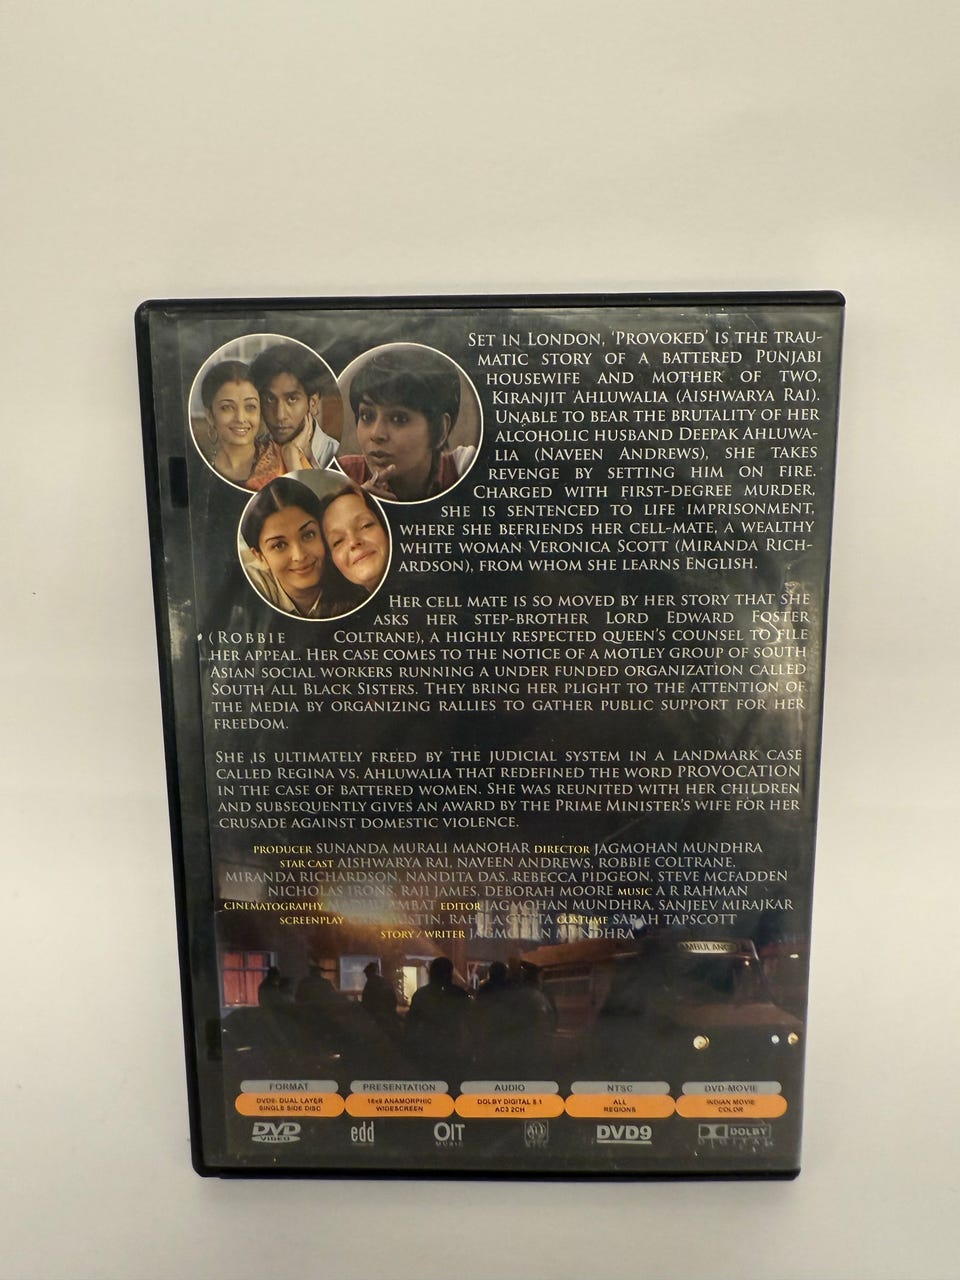 SET IN LONDON, 'PROVOKED' IS THE TRAU-
MATIC STORY OF A BATTERED PUNJABI
HOUSEWIFE AND MOTHER OF TWO,
KIRANJIT AHLUWALIA (AISHWARYA RAI).
UNABLE TO BEAR THE BRUTALITY OF HER
ALCOHOLIC HUSBAND DEEPAK AHLUWA-
LIA (NAVEEN ANDREWS), SHE TAKES
REVENGE BY SETTING HIM ON FIRE.
CHARGED WITH FIRST-DEGREE MURDER,
SHE IS SENTENCED TO LIFE IMPRISONMENT,
WHERE SHE BEFRIENDS HER CELL-MATE, A WEALTHY
WHITE WOMAN VERONICA SCOTT (MIRANDA RICH-
ARDSON), FROM WHOM SHE LEARNS ENGLISH.
HER CELL MATE IS SO MOVED BY HER STORY THAT SHE
ASKS HER STEP-BROTHER LORD EDWARD FOSTER
(ROBBIE COLTRANE), A HIGHLY RESPECTED QUEEN'S COUNSEL TO FILE
HER APPEAL. HER CASE COMES TO THE NOTICE OF A MOTLEY GROUP OF SOUTH
ASIAN SOCIAL WORKERS RUNNING A UNDER FUNDED ORGANIZATION CALLED
SOUTH ALL BLACK SISTERS. THEY BRING HER PLIGHT TO THE ATTENTION OF
THE MEDIA BY ORGANIZING RALLIES TO GATHER PUBLIC SUPPORT FOR HER
FREEDOM.
SHE IS ULTIMATELY FREED BY THE JUDICIAL SYSTEM IN A LANDMARK CASE
CALLED REGINA VS. AHLUWALIA THAT REDEFINED THE WORD PROVOCATION
IN THE CASE OF BATTERED WOMEN. SHE WAS REUNITED WITH HER CHILDREN
AND SUBSEQUENTLY GIVES AN AWARD BY THE PRIME MINISTER'S WIFE FOR HER
CRUSADE AGAINST DOMESTIC VIOLENCE.
PRODUCER SUNANDA MURALI MANOHAR DIRECTOR JAGMOHAN MUNDHRA
STAR CAST AISHWARYA RAI, NAVEEN ANDREWS, ROBBIE COLTRANE,
MIRANDA RICHARDSON, NANDITA DAS, REBECCA PIDGEON, STEVE MCFADDEN
NICHOLAS IRONS, RAJI JAMES, DEBORAH MOORE MUSIC A R RAHMAN
CINEMATOGRAPHY AMBAT EDITOR JAGMOHAN MUNDHRA, SANJEEV MIRAJKAR
SCREENPLAY AUSTIN, RAHILA GUPTA COSTUME SARAH TAPSCOTT
STORY / WRITER JAGMOHAN MUNDHRA
AMBULANCE
FORMAT PRESENTATION AUDIO NTSC DVD-MOVIE
DVD9: DUAL LAYER 16x9 ANAMORPHIC DOLBY DIGITAL 5.1 ALL INDIAN MOVIE
SINGLE SIDE DISC WIDESCREEN AC3 2CH REGIONS COLOR
DVD edd OIT DVD9 DOLBY
VIDEO MUSIC DIGITAL